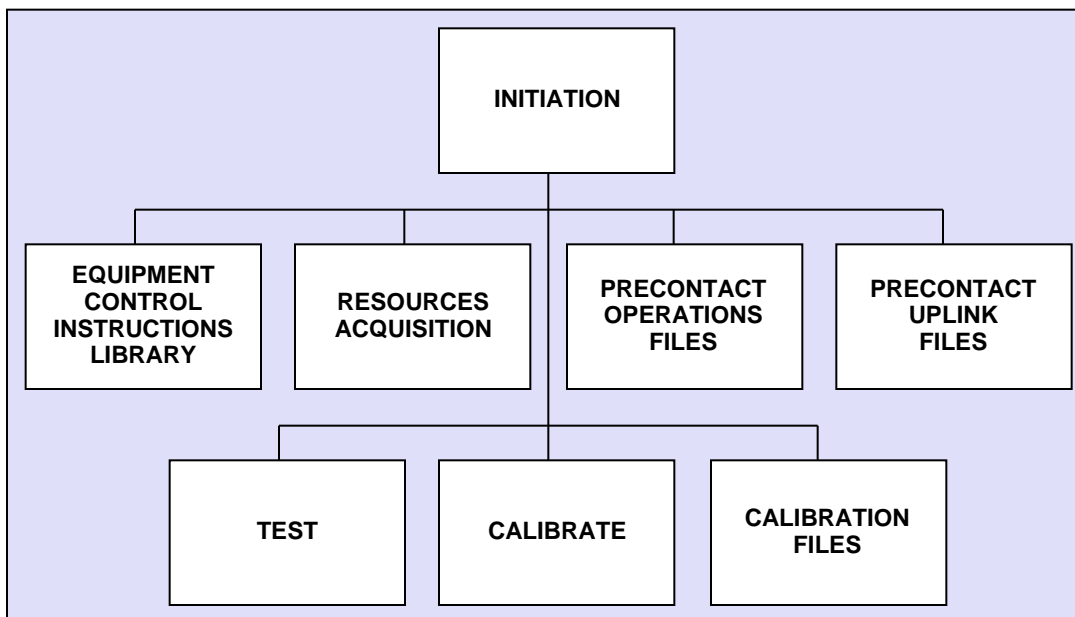 INITIATION
EQUIPMENT
CONTROL
INSTRUCTIONS
LIBRARY
RESOURCES
ACQUISITION
PRECONTACT
OPERATIONS
FILES
PRECONTACT
UPLINK
FILES
TEST
CALIBRATE
CALIBRATION
FILES